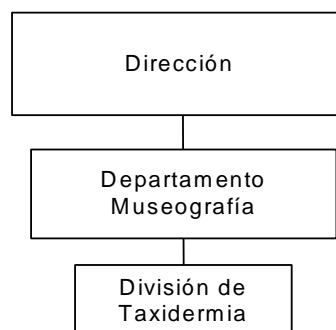 Dirección
Departamento
Museografía
División de
Taxidermia